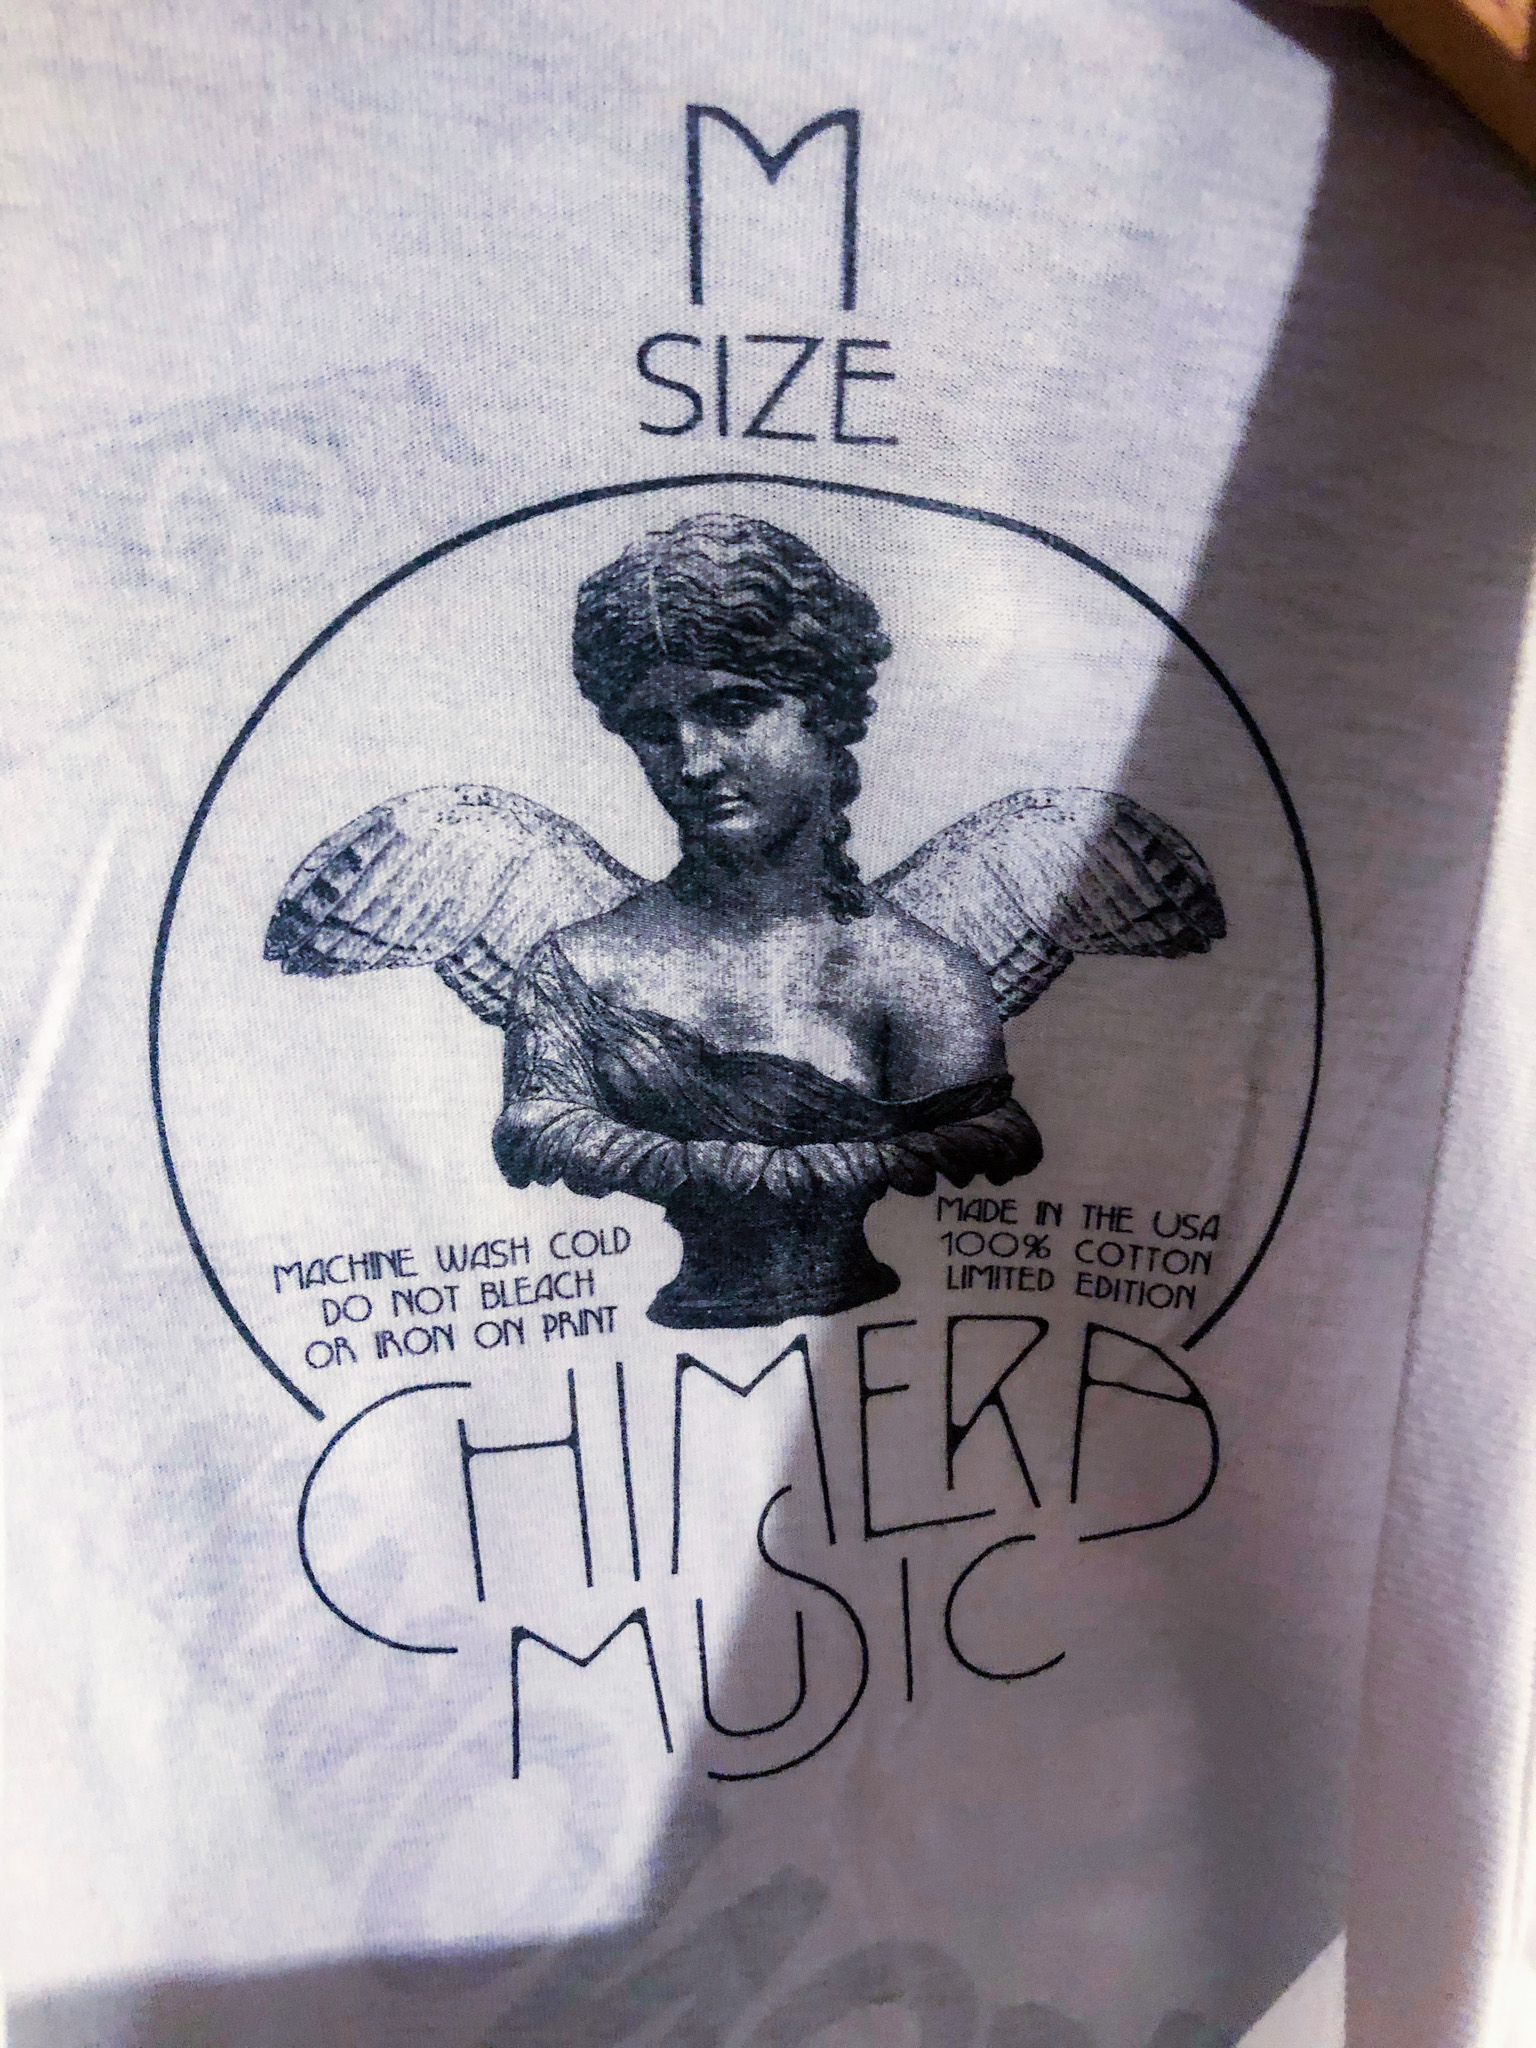 M
SIZE
MACHINE WASH COLD
DO NOT BLEACH
OR IRON ON PRINT
MADE IN THE USA
100% COTTON
LIMITED EDITION
CHIMERA
MUSIC